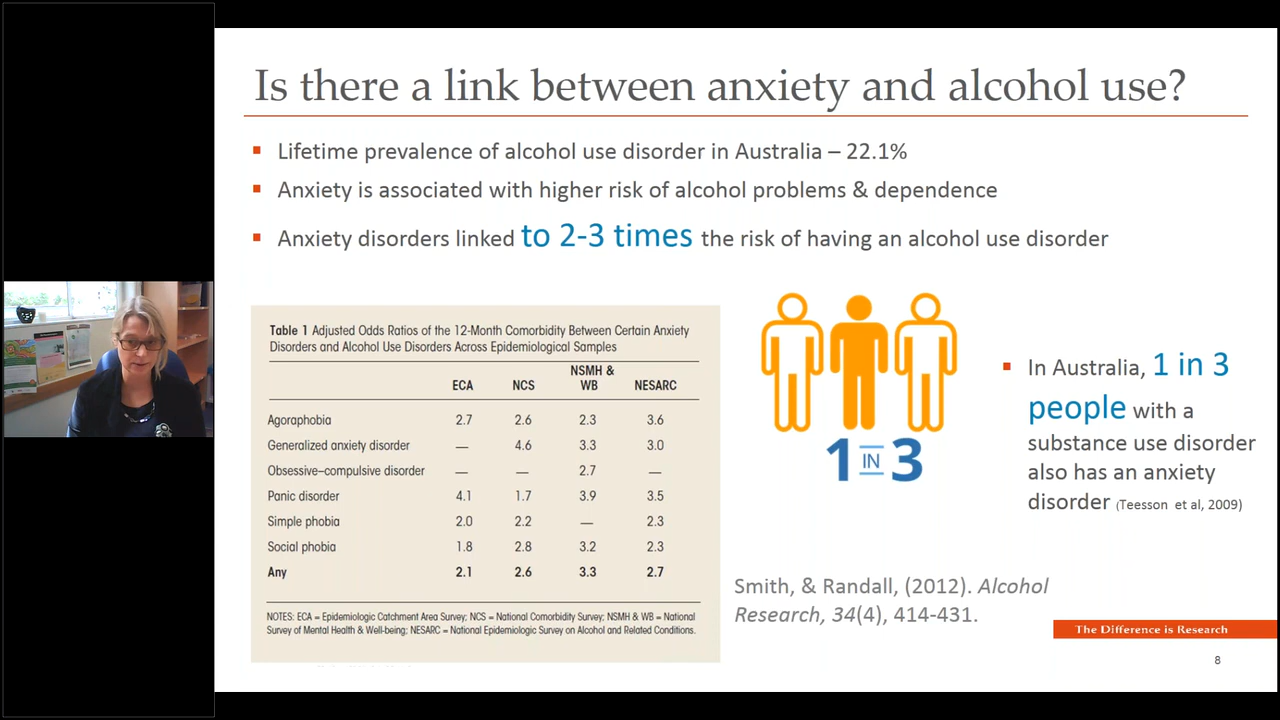 Is there a link between anxiety and alcohol use?
▪ Lifetime prevalence of alcohol use disorder in Australia – 22.1%
▪ Anxiety is associated with higher risk of alcohol problems & dependence
▪ Anxiety disorders linked to 2-3 times the risk of having an alcohol use disorder
Table 1 Adjusted Odds Ratios of the 12-Month Comorbidity Between Certain Anxiety
Disorders and Alcohol Use Disorders Across Epidemiological Samples
ECA NCS NSMH & WB NESARC
Agoraphobia 2.7 2.6 2.3 3.6
Generalized anxiety disorder — 4.6 3.3 3.0
Obsessive–compulsive disorder — — 2.7 —
Panic disorder 4.1 1.7 3.9 3.5
Simple phobia 2.0 2.2 — 2.3
Social phobia 1.8 2.8 3.2 2.3
Any 2.1 2.6 3.3 2.7
NOTES: ECA = Epidemiologic Catchment Area Survey; NCS = National Comorbidity Survey; NSMH & WB = National
Survey of Mental Health & Well-being; NESARC = National Epidemiologic Survey on Alcohol and Related Conditions.
1 IN 3
▪ In Australia, 1 in 3
people with a
substance use disorder
also has an anxiety
disorder (Teesson et al, 2009)
Smith, & Randall, (2012). Alcohol
Research, 34(4), 414-431.
The Difference is Research
8